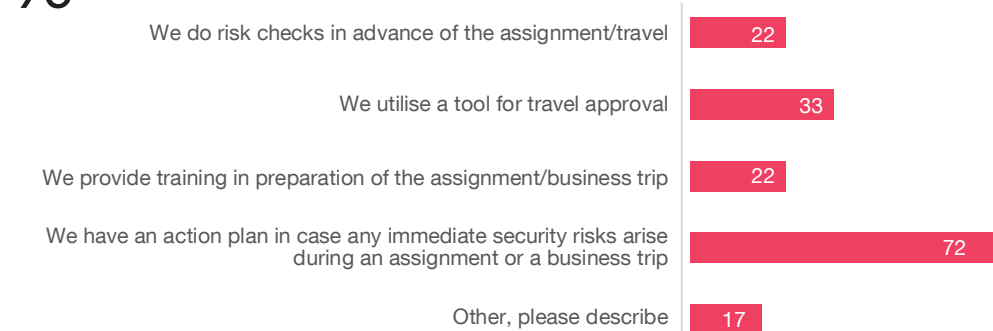 %
We do risk checks in advance of the assignment/travel
22
We utilise a tool for travel approval
33
We provide training in preparation of the assignment/business trip
22
We have an action plan in case any immediate security risks arise
during an assignment or a business trip
72
Other, please describe
17